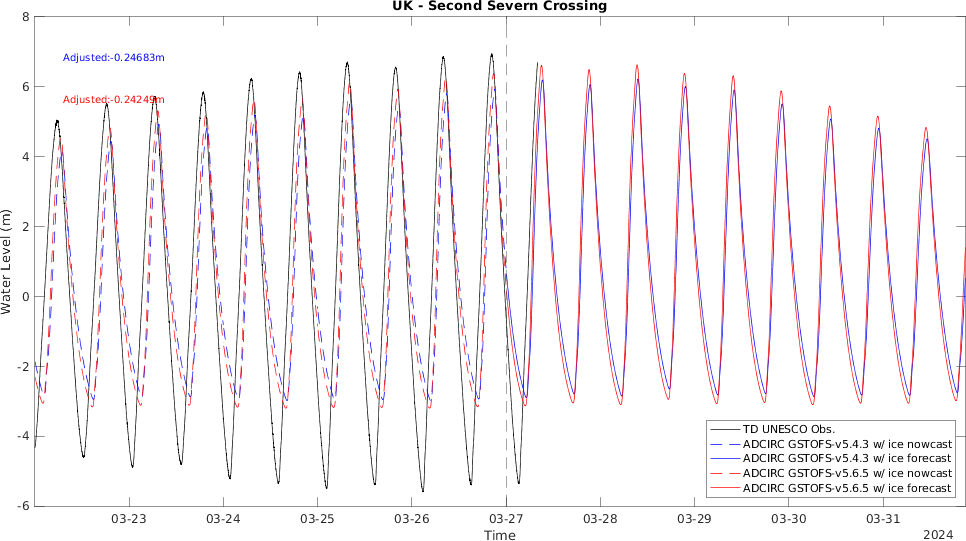 UK - Second Severn Crossing
8
6
4
2
0
-2
-4
-6
Water Level (m)
Adjusted:-0.24683m
Adjusted:-0.24249m
TD UNESCO Obs.
ADCIRC GSTOFS-v5.4.3 w/ ice nowcast
ADCIRC GSTOFS-v5.4.3 w/ ice forecast
ADCIRC GSTOFS-v5.6.5 w/ ice nowcast
ADCIRC GSTOFS-v5.6.5 w/ ice forecast
03-23 03-24 03-25 03-26 03-27 03-28 03-29 03-30 03-31
Time
2024